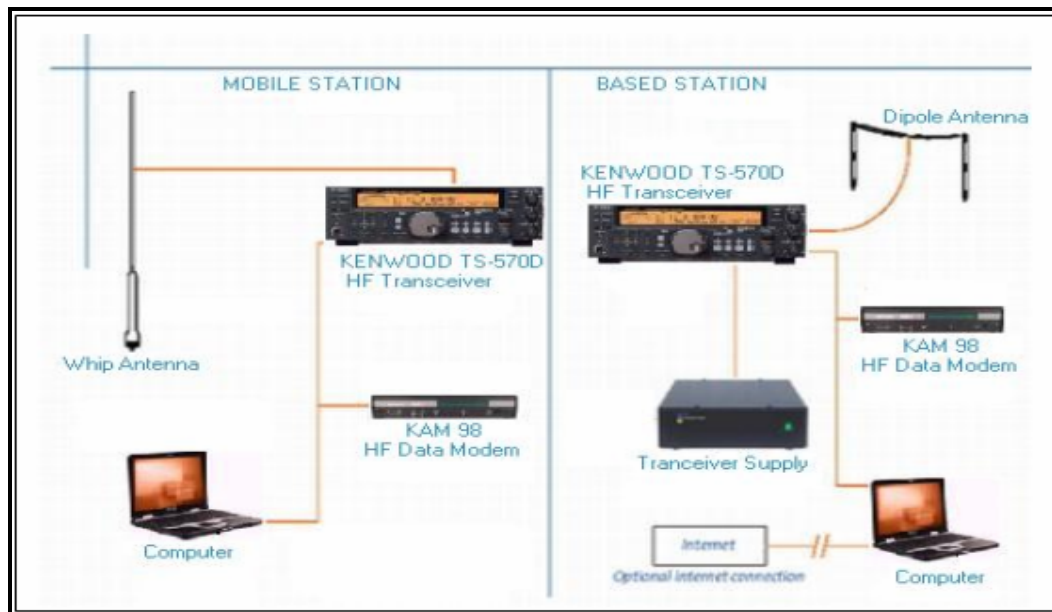 MOBILE STATION
KENWOOD TS-570D
HF Transceiver
Whip Antenna
KAM 98
HF Data Modem
Computer
BASED STATION
Dipole Antenna
KENWOOD TS-570D
HF Transceiver
KAM 98
HF Data Modem
Tranceiver Supply
Internet
Optional internet connection
Computer